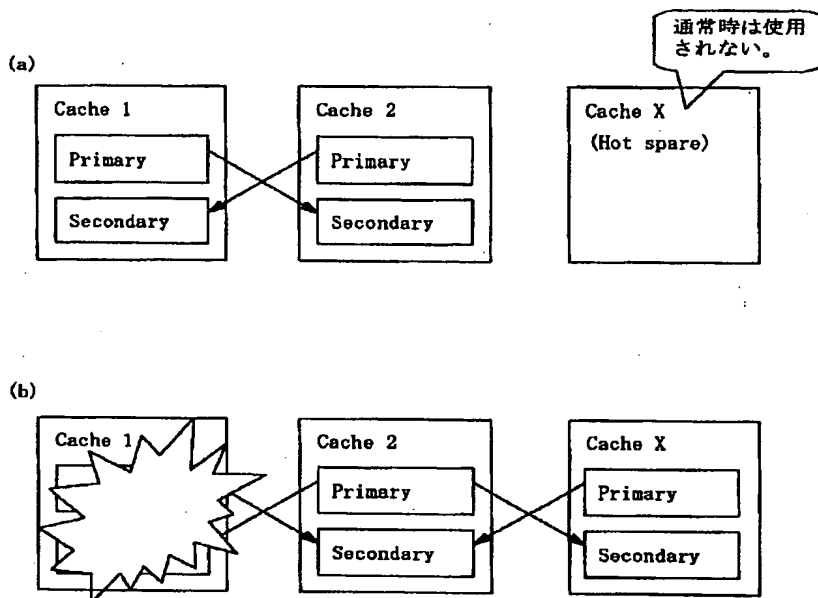 通常時は使用
されない。
(a)
Cache 1
Primary
Secondary
Cache 2
Primary
Secondary
Cache X
(Hot spare)
(b)
Cache 1
Cache 2
Primary
Secondary
Cache X
Primary
Secondary